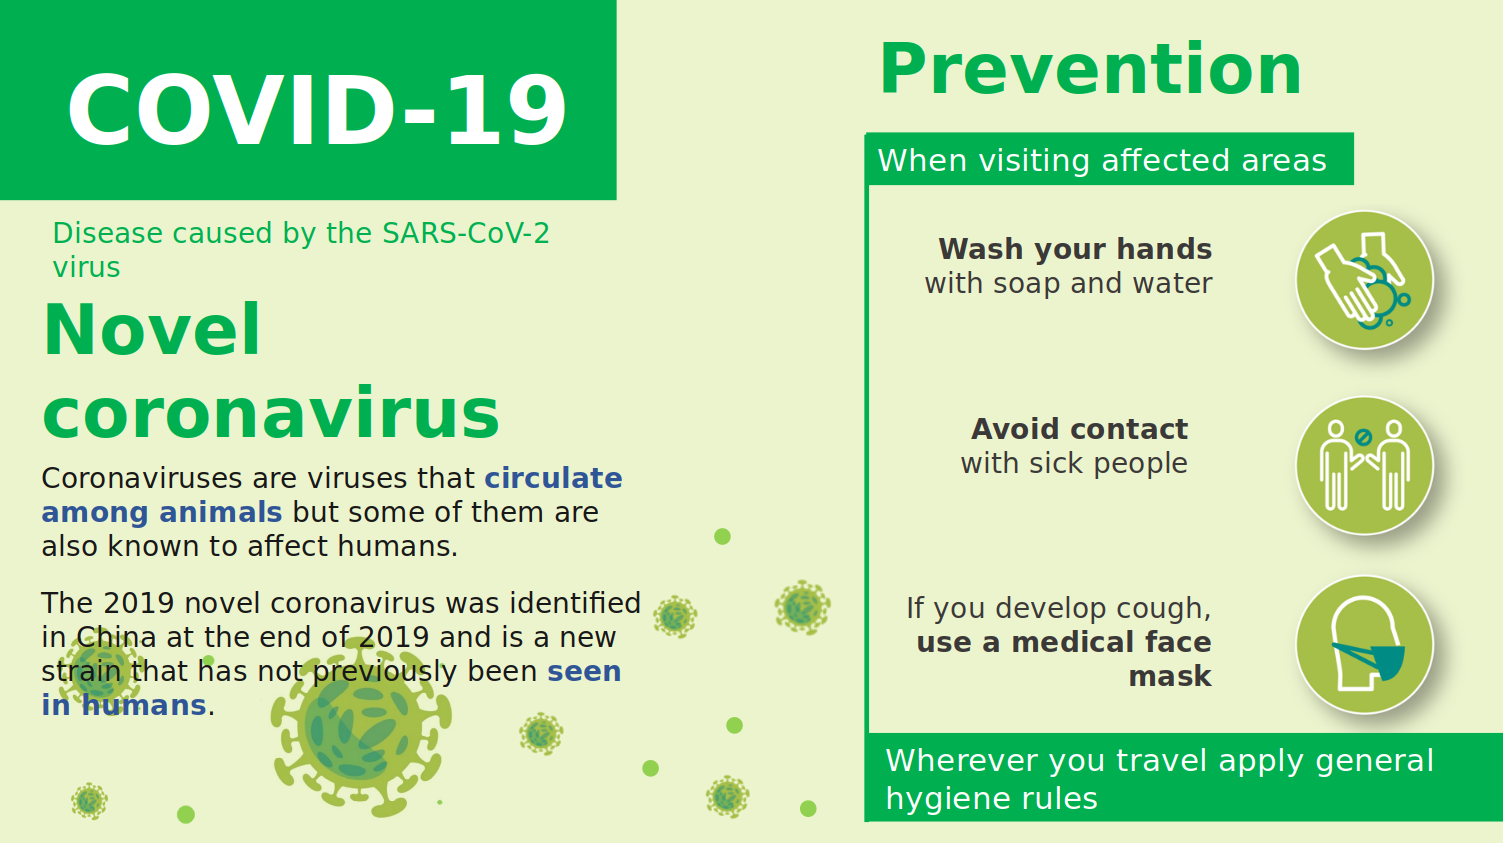 COVID-19
Disease caused by the SARS-CoV-2
virus
Novel
coronavirus
Coronaviruses are viruses that circulate
among animals but some of them are
also known to affect humans.
The 2019 novel coronavirus was identified
in China at the end of 2019 and is a new
strain that has not previously been seen
in humans.
Prevention
When visiting affected areas
Wash your hands
with soap and water
Avoid contact
with sick people
If you develop cough,
use a medical face
mask
Wherever you travel apply general
hygiene rules